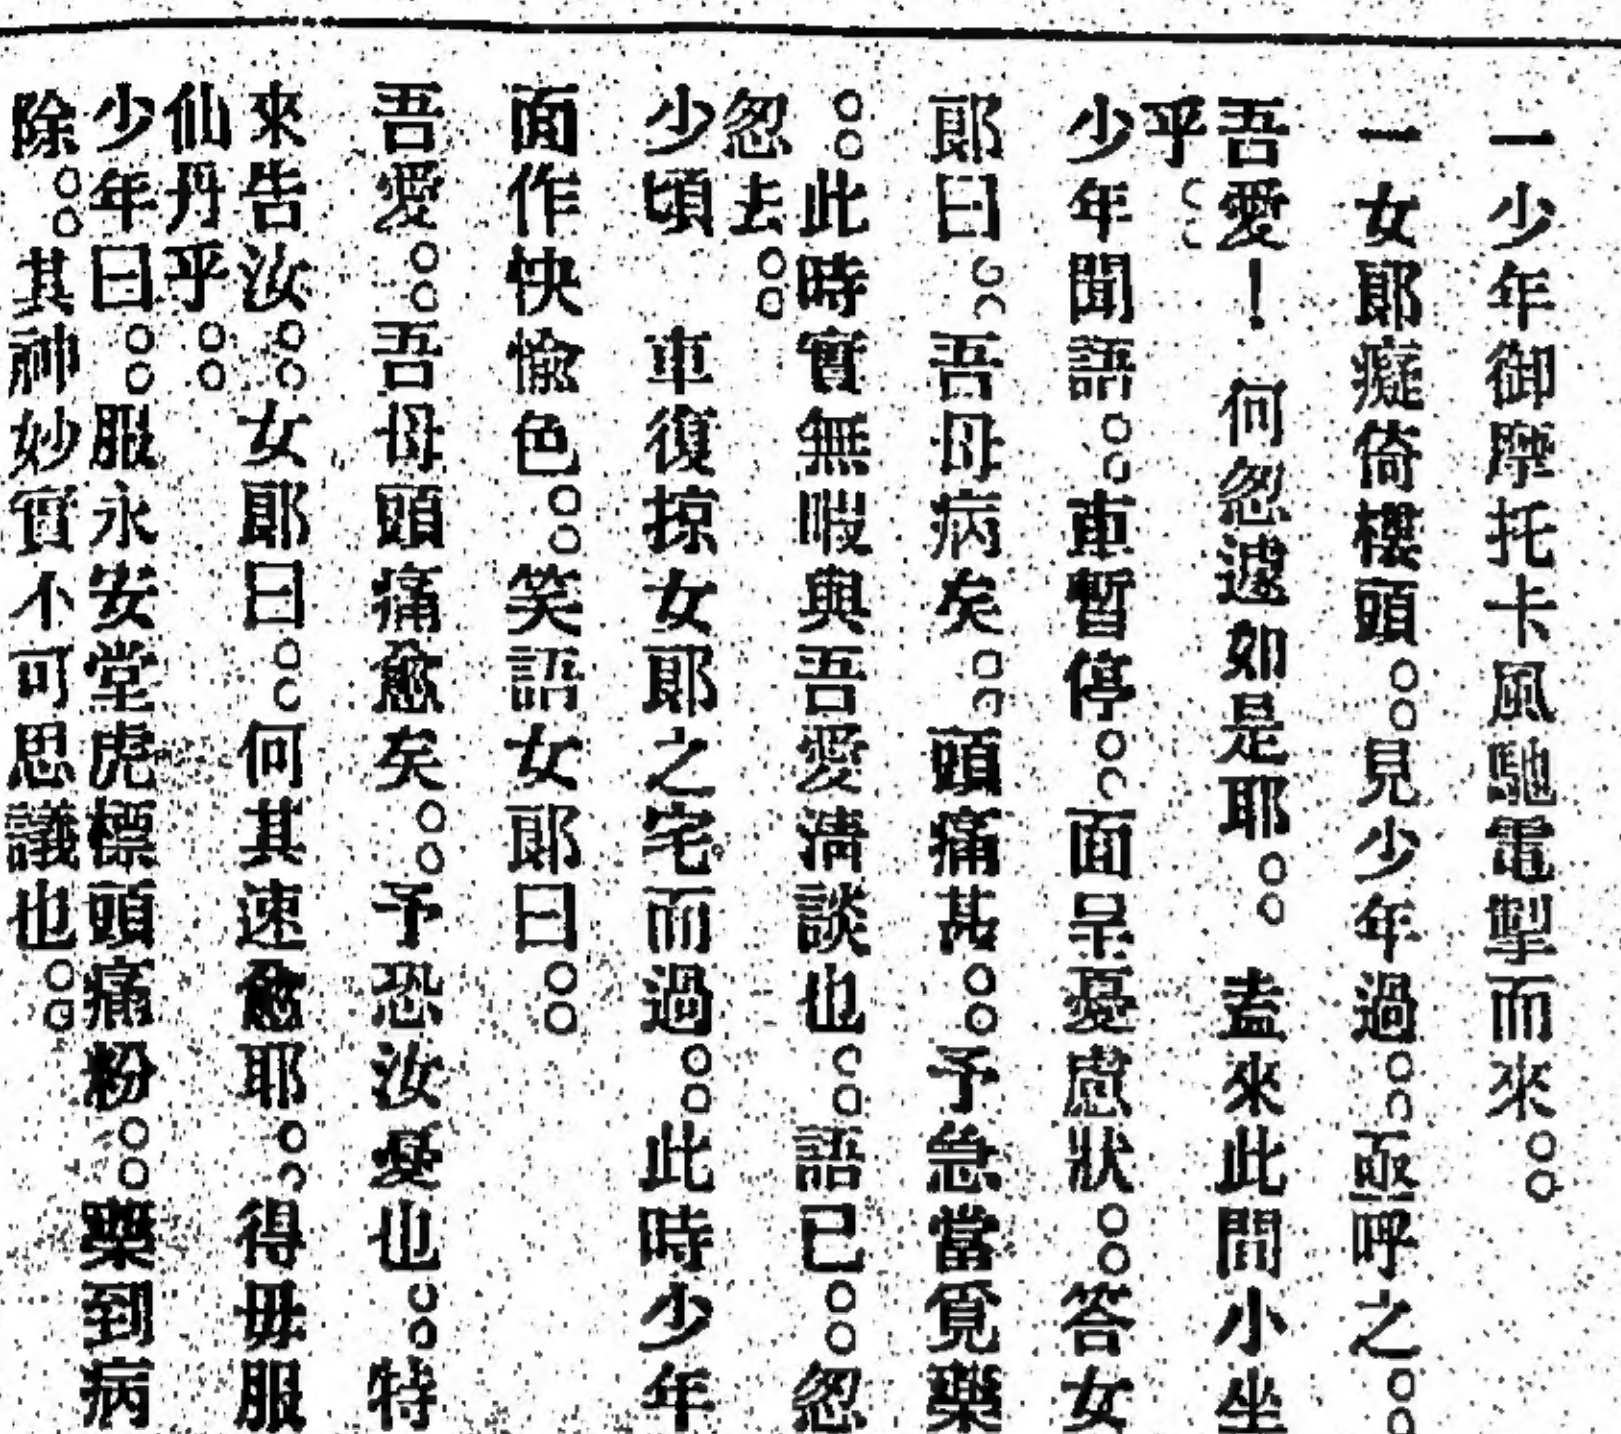 一少年御摩托卡風馳電掣而來。。
一女郎癡倚樓頭。。見少年過。。亟呼之。。
吾愛！何忽遽如是耶。。盍來此間小坐
乎。。
少年聞語。。車暫停。。面呈憂慮狀。。答女
郎曰。。吾母病矣。。頭痛甚。。予急當覓藥
。。此時實無暇與吾愛淸談也。。語已。。忽
忽去。。
少頃　車復掠女郎之宅。而過。。此時少年
面作快愉色。。笑語女郎曰。。
吾愛。。吾母頭痛愈矣。。予恐汝憂也。。特
來告汝。。女郎曰。。何其速愈耶。。得毋服
仙丹乎。。
少年曰。。服永安堂虎標頭痛粉。。藥到病
除。。其神妙實不可思議也。。